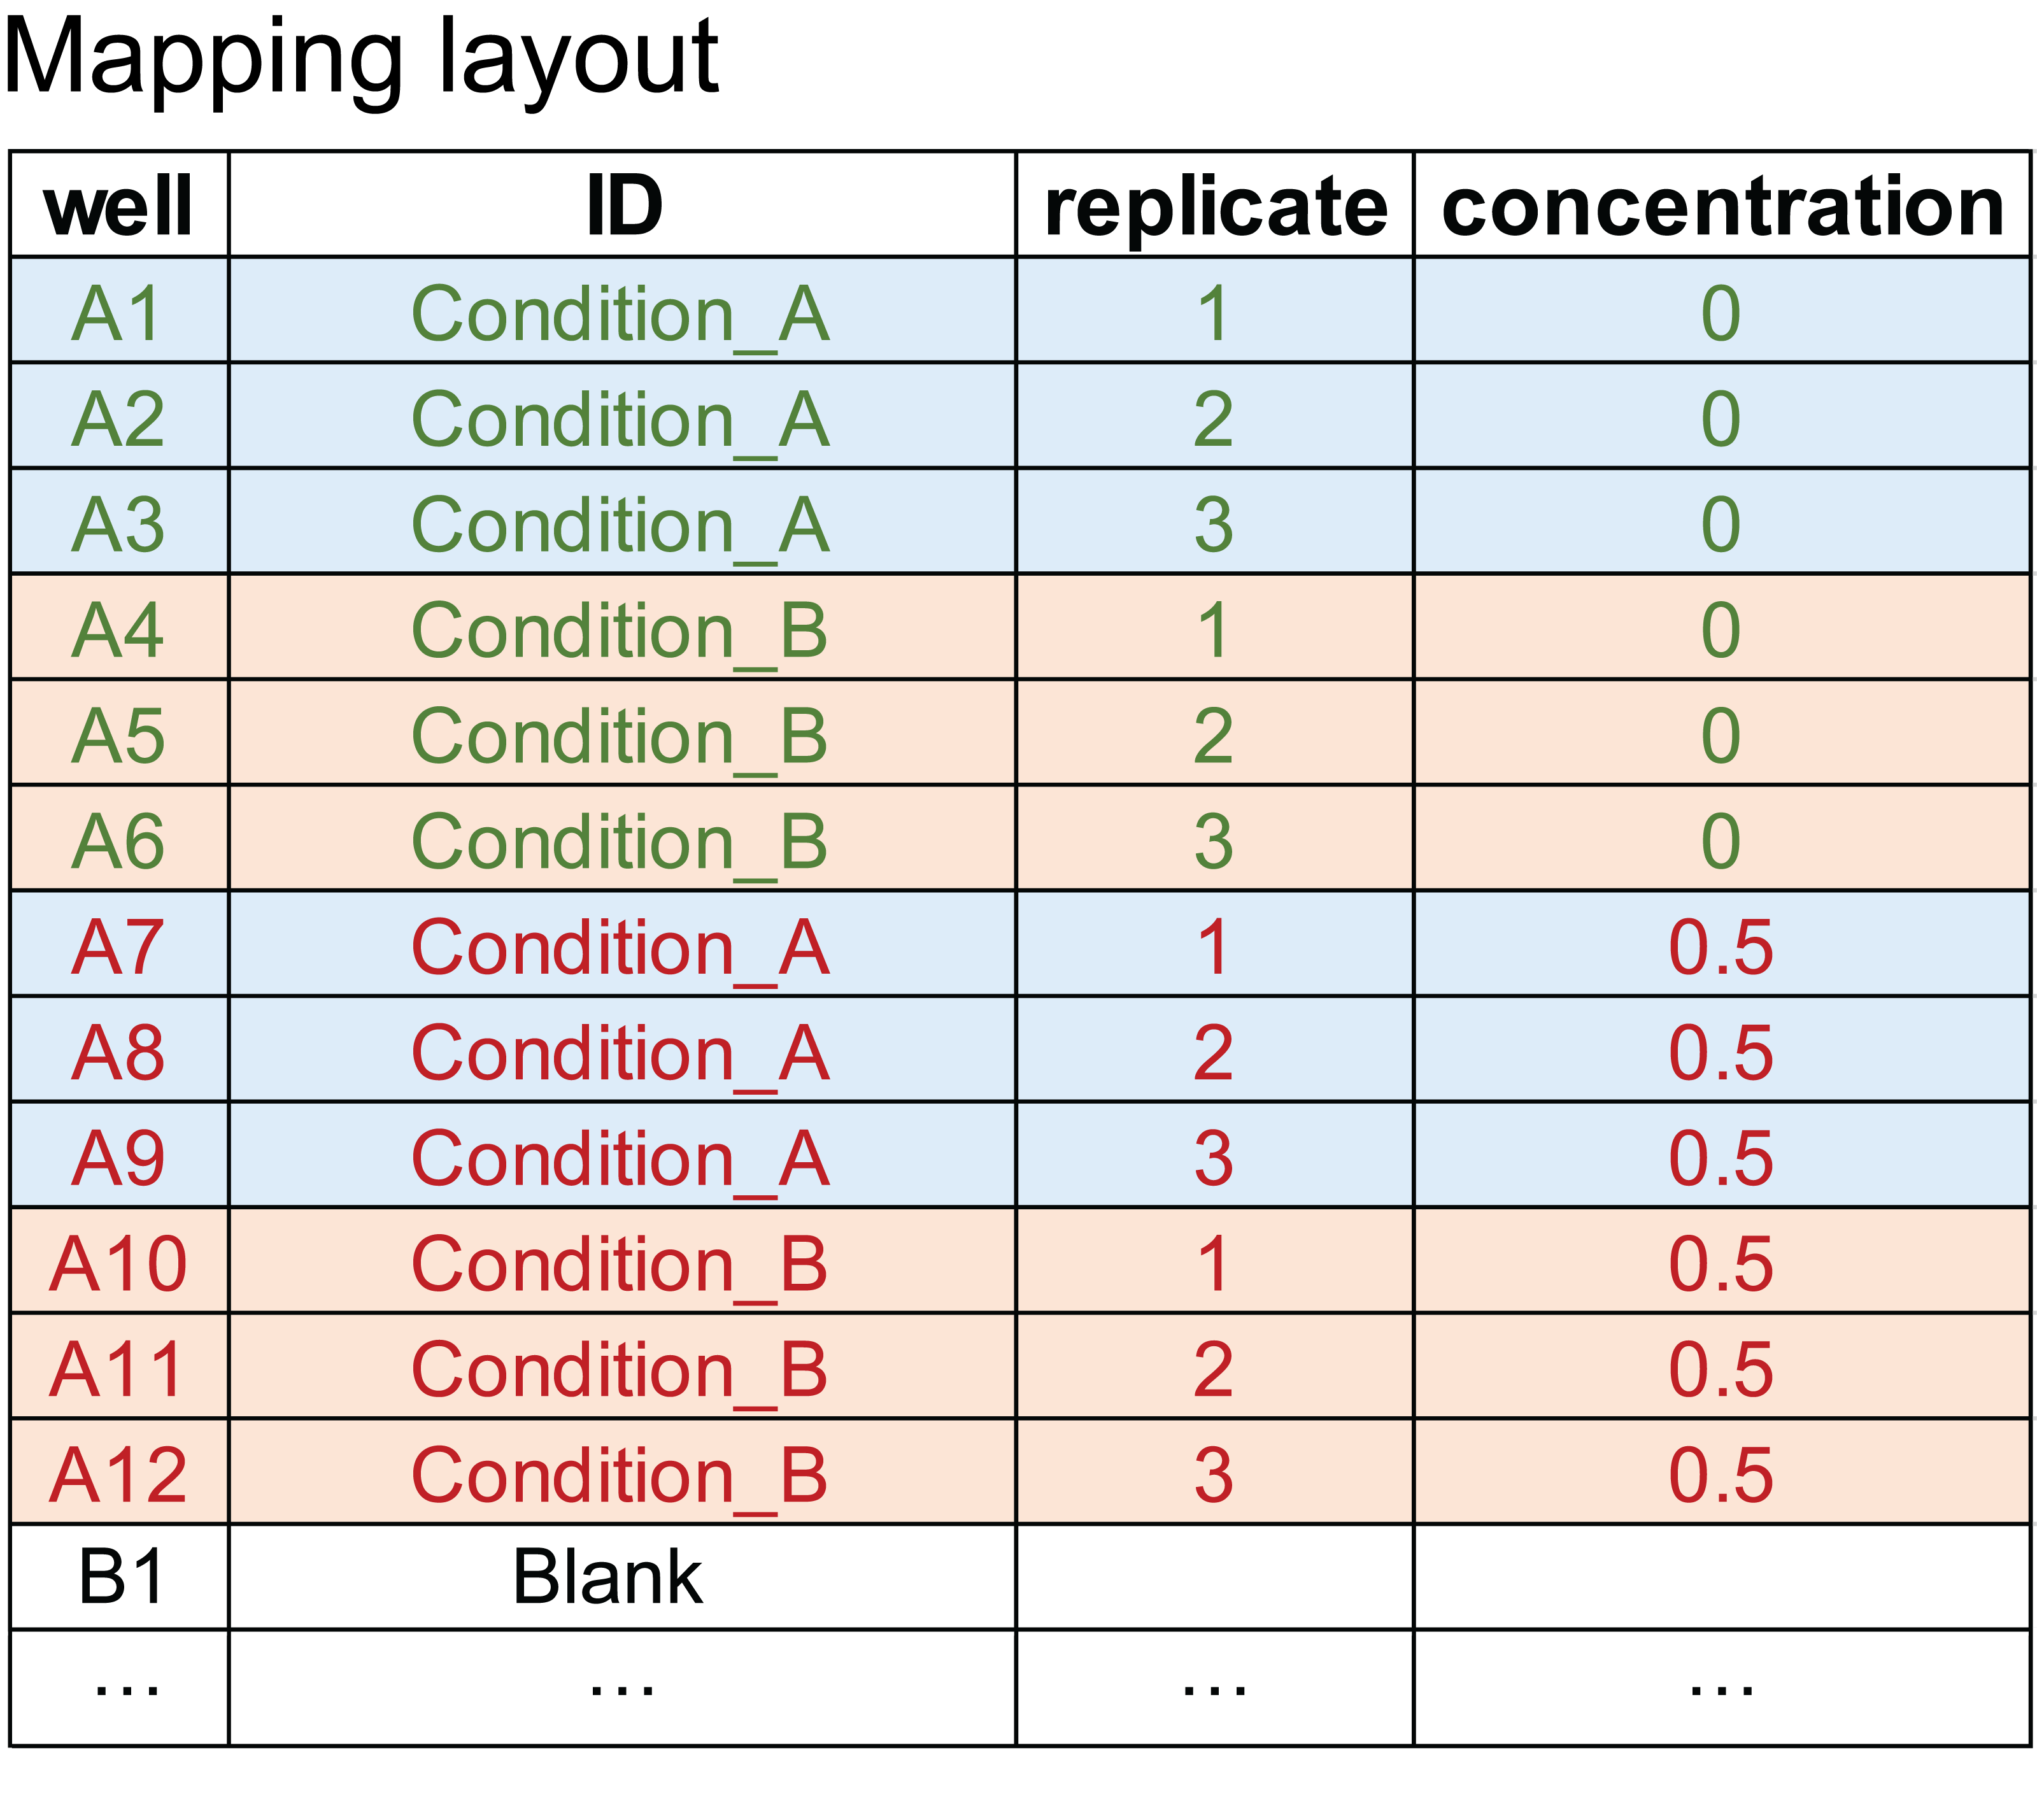 Mapping layout
well ID replicate concentration
A1 Condition_A 1 0
A2 Condition_A 2 0
A3 Condition_A 3 0
A4 Condition_B 1 0
A5 Condition_B 2 0
A6 Condition_B 3 0
A7 Condition_A 1 0.5
A8 Condition_A 2 0.5
A9 Condition_A 3 0.5
A10 Condition_B 1 0.5
A11 Condition_B 2 0.5
A12 Condition_B 3 0.5
B1 Blank
... ... ... ...